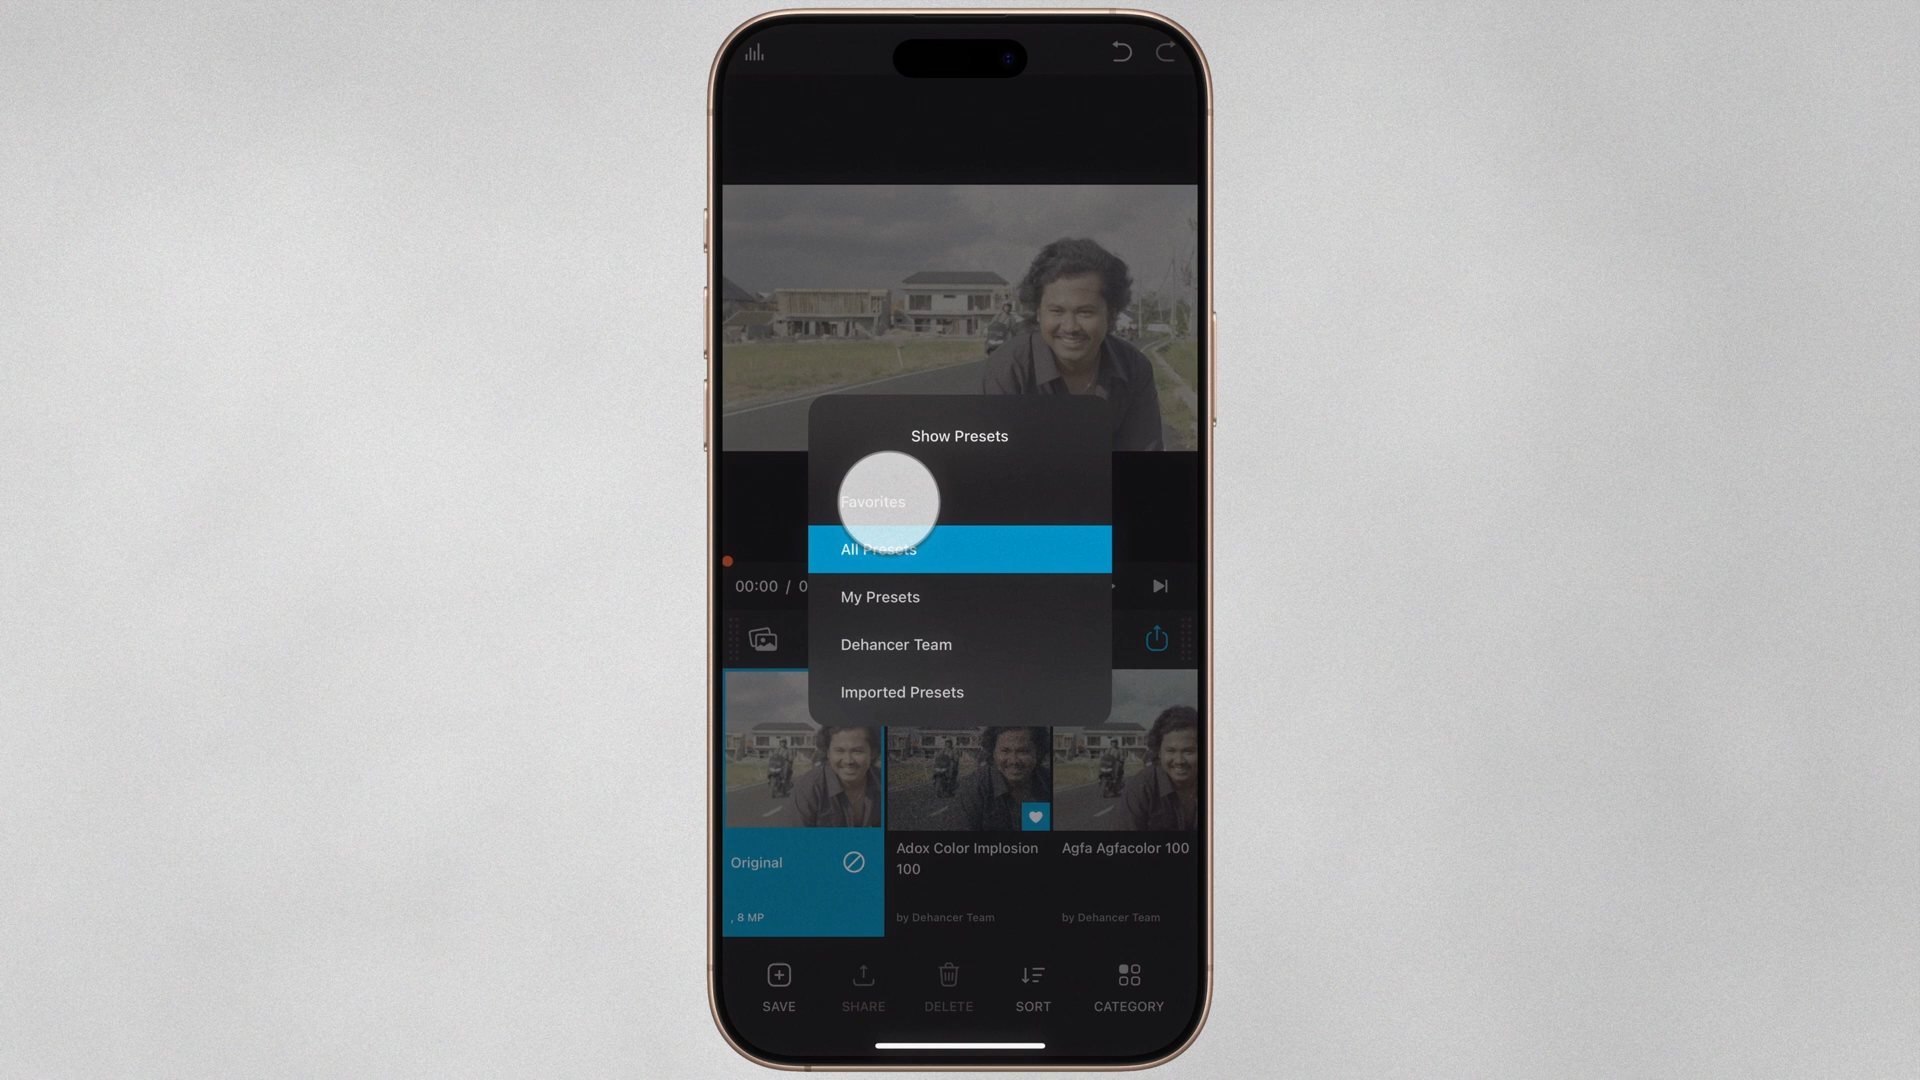 Show Presets
Favorites
All Presets
My Presets
Dehancer Team
Imported Presets
00:00 / 0
Original
, 8 MP
Adox Color Implosion
100
by Dehancer Team
Agfa Agfacolor 100
by Dehancer Team
SAVE
SHARE
DELETE
SORT
CATEGORY